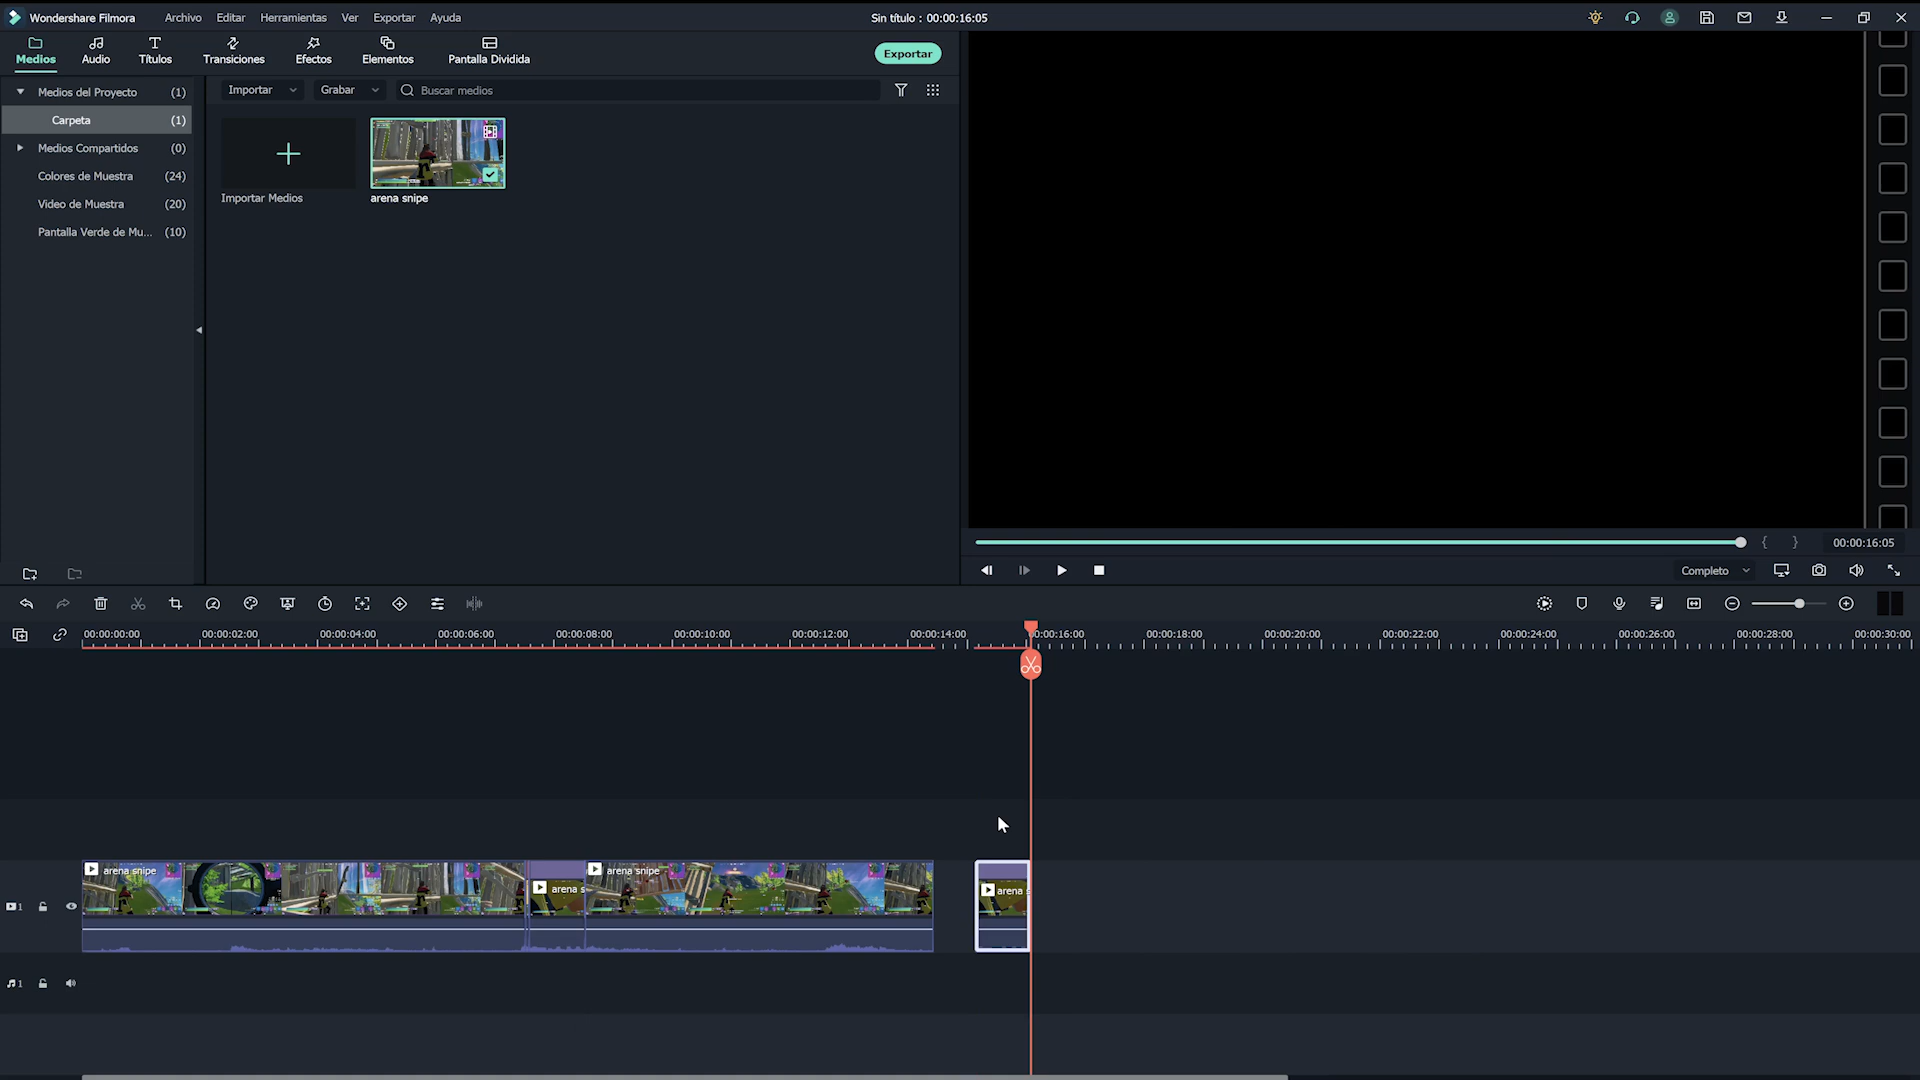 Wondershare Filmora Archivo Editar Herramientas Ver Exportar Ayuda Sin título : 00:00:16:05
Medios Audio Títulos Transiciones Efectos Elementos Pantalla Dividida Exportar
Medios del Proyecto (1)
Carpeta (1)
Medios Compartidos (0)
Colores de Muestra (24)
Video de Muestra (20)
Pantalla Verde de Mu... (10)
Importar Grabar Buscar medios
Importar Medios arena snipe
{ } 00:00:16:05
Completo
00:00:00:00 00:00:02:00 00:00:04:00 00:00:06:00 00:00:08:00 00:00:10:00 00:00:12:00 00:00:14:00 00:00:16:00 00:00:18:00 00:00:20:00 00:00:22:00 00:00:24:00 00:00:26:00 00:00:28:00 00:00:30:00
arena snipe arena s arena snipe arena s
1
1